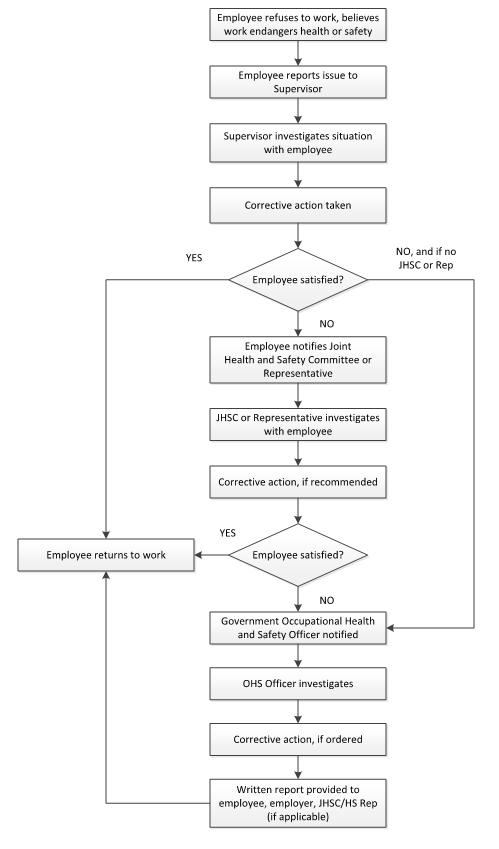 Employee refuses to work, believes
work endangers health or safety
Employee reports issue to
Supervisor
Supervisor investigates situation
with employee
Corrective action taken
YES
NO, and if no
JHSC or Rep
Employee satisfied?
NO
Employee notifies Joint
Health and Safety Committee or
Representative
JHSC or Representative investigates
with employee
Corrective action, if recommended
YES
Employee returns to work
Employee satisfied?
NO
Government Occupational Health
and Safety Officer notified
OHS Officer investigates
Corrective action, if ordered
Written report provided to
employee, employer, JHSC/HS Rep
(if applicable)